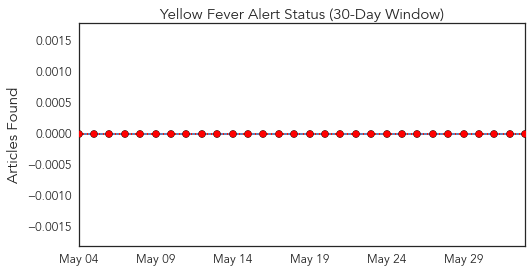 Yellow Fever Alert Status (30-Day Window)
Articles Found
0.0015
0.0010
0.0005
0.0000
−0.0005
−0.0010
−0.0015
May 04 May 09 May 14 May 19 May 24 May 29